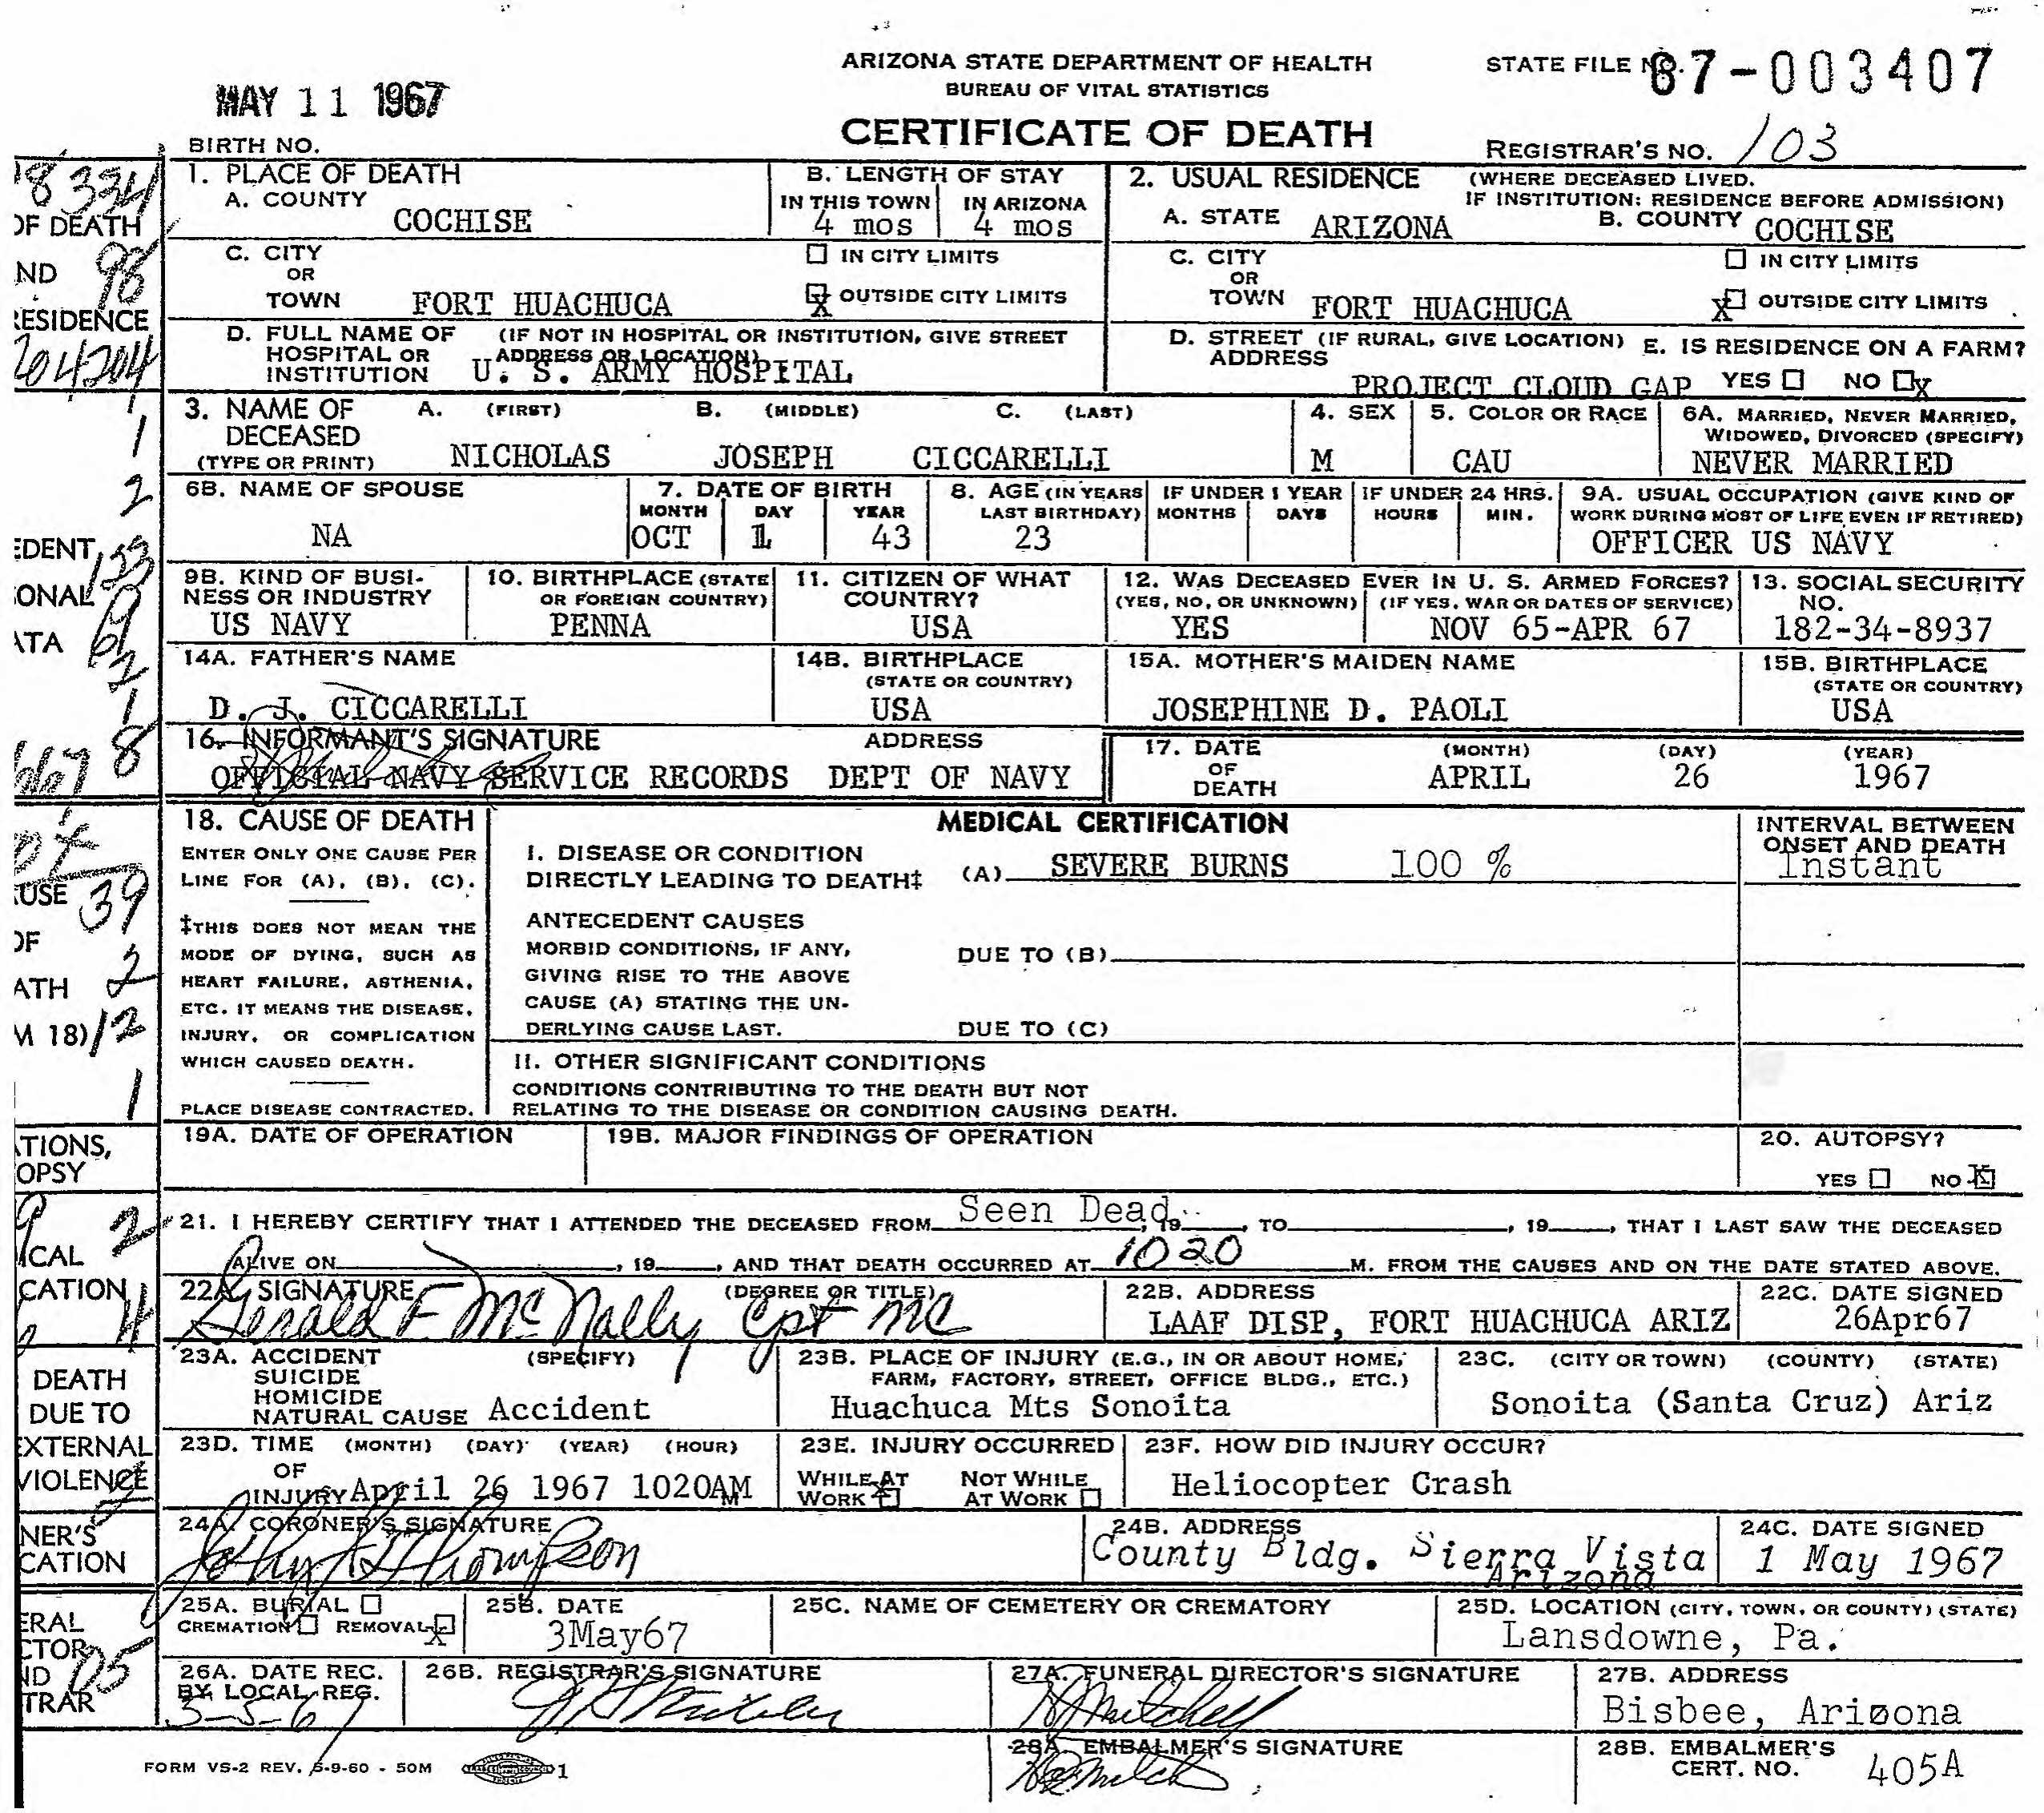 ARIZONA STATE DEPARTMENT OF HEALTH
BUREAU OF VITAL STATISTICS
STATE FILE NO. 67-003407
MAY 11 1967
CERTIFICATE OF DEATH
BIRTH NO.
REGISTRAR'S NO. 103
1. PLACE OF DEATH
A. COUNTY
COCHISE
B. LENGTH OF STAY
IN THIS TOWN IN ARIZONA
4 mos 4 mos
2. USUAL RESIDENCE (WHERE DECEASED LIVED.
IF INSTITUTION: RESIDENCE BEFORE ADMISSION)
A. STATE ARIZONA B. COUNTY COCHISE
C. CITY
OR
TOWN FORT HUACHUCA
IN CITY LIMITS
X OUTSIDE CITY LIMITS
C. CITY
OR
TOWN FORT HUACHUCA
IN CITY LIMITS
X OUTSIDE CITY LIMITS
D. FULL NAME OF (IF NOT IN HOSPITAL OR INSTITUTION, GIVE STREET
HOSPITAL OR ADDRESS OR LOCATION)
INSTITUTION U. S. ARMY HOSPITAL
D. STREET (IF RURAL, GIVE LOCATION)
ADDRESS
PROJECT CLOUD GAP
E. IS RESIDENCE ON A FARM?
YES NO X
3. NAME OF A. (FIRST) B. (MIDDLE) C. (LAST)
DECEASED
(TYPE OR PRINT) NICHOLAS JOSEPH CICCARELLI
4. SEX
M
5. COLOR OR RACE
CAU
6A. MARRIED, NEVER MARRIED,
WIDOWED, DIVORCED (SPECIFY)
NEVER MARRIED
6B. NAME OF SPOUSE
NA
7. DATE OF BIRTH
MONTH DAY YEAR
OCT 1 43
8. AGE (IN YEARS
LAST BIRTHDAY)
23
IF UNDER 1 YEAR
MONTHS DAYS
IF UNDER 24 HRS.
HOURS MIN.
9A. USUAL OCCUPATION (GIVE KIND OF
WORK DURING MOST OF LIFE, EVEN IF RETIRED)
OFFICER US NAVY
9B. KIND OF BUSI-
NESS OR INDUSTRY
US NAVY
10. BIRTHPLACE (STATE
OR FOREIGN COUNTRY)
PENNA
11. CITIZEN OF WHAT
COUNTRY?
USA
12. WAS DECEASED EVER IN U. S. ARMED FORCES?
(YES, NO, OR UNKNOWN) (IF YES, WAR OR DATES OF SERVICE)
YES NOV 65-APR 67
13. SOCIAL SECURITY
NO.
182-34-8937
14A. FATHER'S NAME
D. J. CICCARELLI
14B. BIRTHPLACE
(STATE OR COUNTRY)
USA
15A. MOTHER'S MAIDEN NAME
JOSEPHINE D. PAOLI
15B. BIRTHPLACE
(STATE OR COUNTRY)
USA
16. INFORMANT'S SIGNATURE ADDRESS
OFFICIAL NAVY SERVICE RECORDS DEPT OF NAVY
17. DATE (MONTH) (DAY) (YEAR)
OF
DEATH APRIL 26 1967
18. CAUSE OF DEATH
ENTER ONLY ONE CAUSE PER
LINE FOR (A), (B), (C).
‡THIS DOES NOT MEAN THE
MODE OF DYING, SUCH AS
HEART FAILURE, ASTHENIA,
ETC. IT MEANS THE DISEASE,
INJURY, OR COMPLICATION
WHICH CAUSED DEATH.
PLACE DISEASE CONTRACTED.
MEDICAL CERTIFICATION
I. DISEASE OR CONDITION
DIRECTLY LEADING TO DEATH‡ (A) SEVERE BURNS 100 %
INTERVAL BETWEEN
ONSET AND DEATH
Instant
ANTECEDENT CAUSES
MORBID CONDITIONS, IF ANY,
GIVING RISE TO THE ABOVE
CAUSE (A) STATING THE UN-
DERLYING CAUSE LAST.
DUE TO (B)
DUE TO (C)
II. OTHER SIGNIFICANT CONDITIONS
CONDITIONS CONTRIBUTING TO THE DEATH BUT NOT
RELATING TO THE DISEASE OR CONDITION CAUSING DEATH.
19A. DATE OF OPERATION
19B. MAJOR FINDINGS OF OPERATION
20. AUTOPSY?
YES NO X
21. I HEREBY CERTIFY THAT I ATTENDED THE DECEASED FROM Seen Dead, 19 , TO , 19 , THAT I LAST SAW THE DECEASED
ALIVE ON , 19 , AND THAT DEATH OCCURRED AT 1020 M. FROM THE CAUSES AND ON THE DATE STATED ABOVE.
22A. SIGNATURE (DEGREE OR TITLE)
Gerald F. McNally Cpt MC
22B. ADDRESS
LAAF DISP, FORT HUACHUCA ARIZ
22C. DATE SIGNED
26Apr67
23A. ACCIDENT (SPECIFY)
SUICIDE
HOMICIDE
NATURAL CAUSE Accident
23B. PLACE OF INJURY (E.G., IN OR ABOUT HOME,
FARM, FACTORY, STREET, OFFICE BLDG., ETC.)
Huachuca Mts Sonoita
23C. (CITY OR TOWN) (COUNTY) (STATE)
Sonoita (Santa Cruz) Ariz
23D. TIME (MONTH) (DAY) (YEAR) (HOUR)
OF
INJURY April 26 1967 1020AM
23E. INJURY OCCURRED
WHILE AT NOT WHILE
WORK X AT WORK
23F. HOW DID INJURY OCCUR?
Heliocopter Crash
24A. CORONER'S SIGNATURE
Thompson
24B. ADDRESS
County Bldg. Sierra Vista
Arizona
24C. DATE SIGNED
1 May 1967
25A. BURIAL
CREMATION REMOVAL X
25B. DATE
3May67
25C. NAME OF CEMETERY OR CREMATORY
25D. LOCATION (CITY, TOWN, OR COUNTY) (STATE)
Lansdowne, Pa.
26A. DATE REC.
BY LOCAL REG.
5-5-67
26B. REGISTRAR'S SIGNATURE
27A. FUNERAL DIRECTOR'S SIGNATURE
Mitchell
27B. ADDRESS
Bisbee, Arizona
28A. EMBALMER'S SIGNATURE
28B. EMBALMER'S
CERT. NO. 405A
FORM VS-2 REV. 6-9-60 - 50M 1
18334
OF DEATH
ND 98
RESIDENCE
204204
1
1
2
EDENT
ONAL 123
ATA 69
2
1
8
39
OF
2
ATH
M 18) 12
1
ATIONS,
OPSY
2
ICAL
CATION
4
DEATH
DUE TO
EXTERNAL
VIOLENCE
NER'S
CATION
ERAL
CTOR
ND 05
TRAR